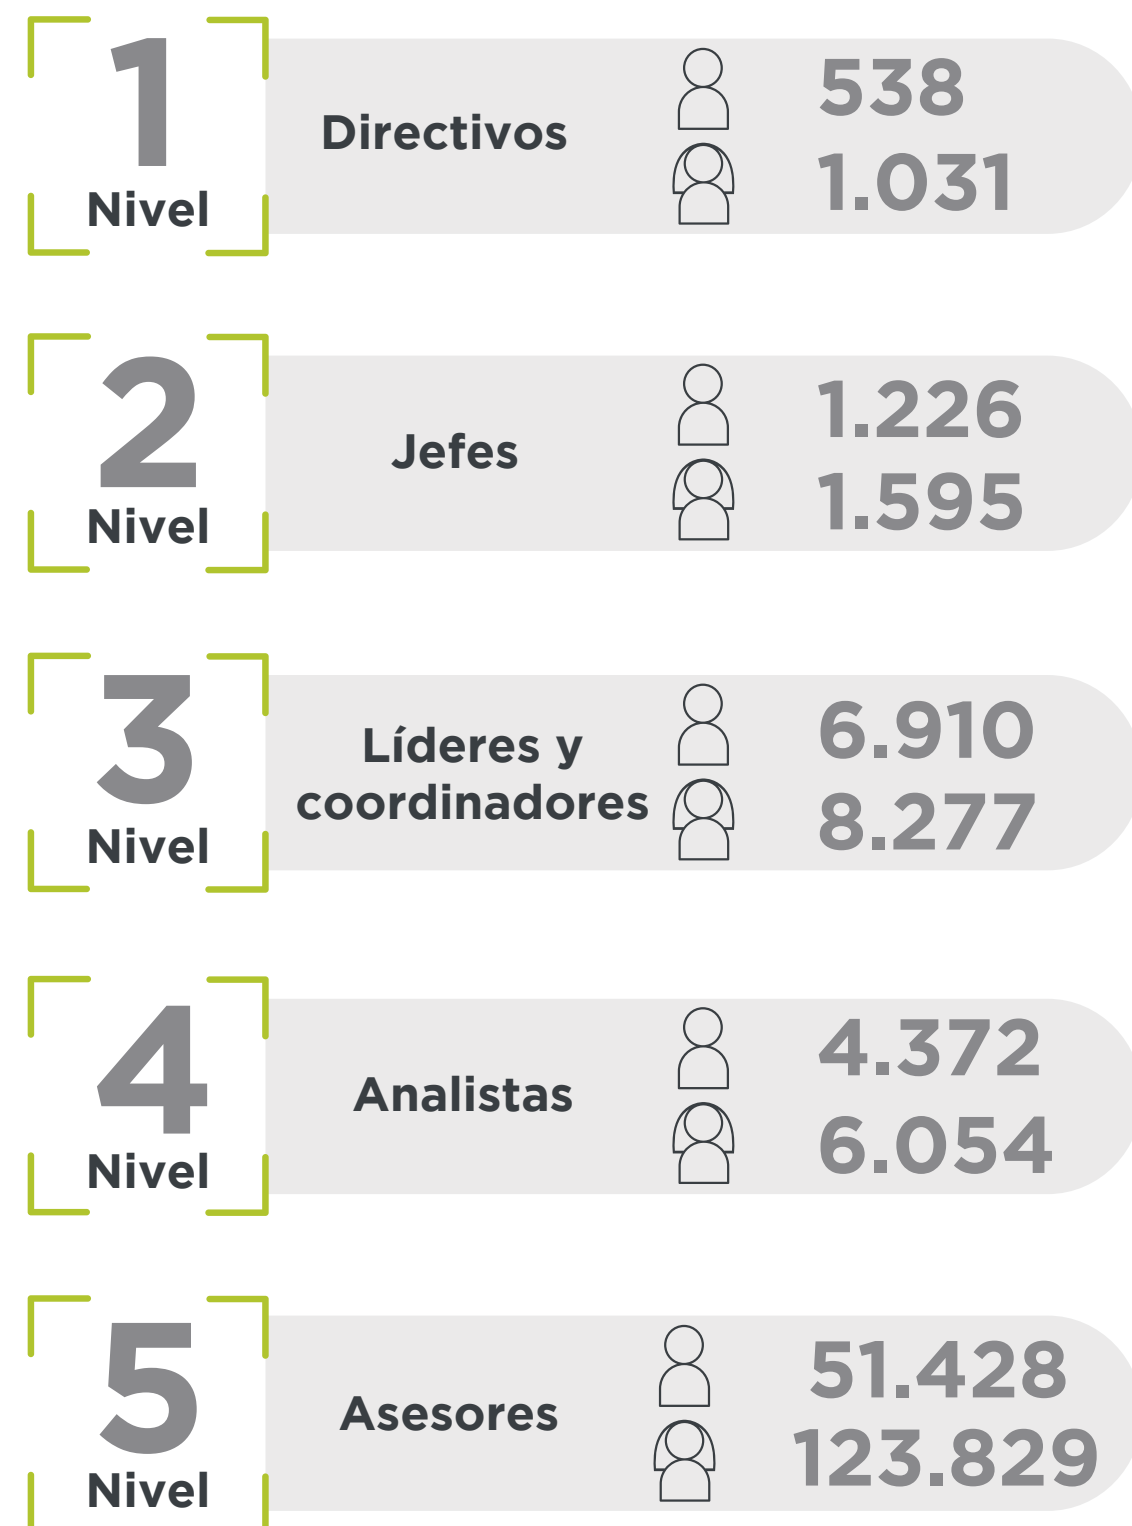 1
Nivel
Directivos
538
1.031
2
Nivel
Jefes
1.226
1.595
3
Nivel
Líderes y
coordinadores
6.910
8.277
4
Nivel
Analistas
4.372
6.054
5
Nivel
Asesores
51.428
123.829